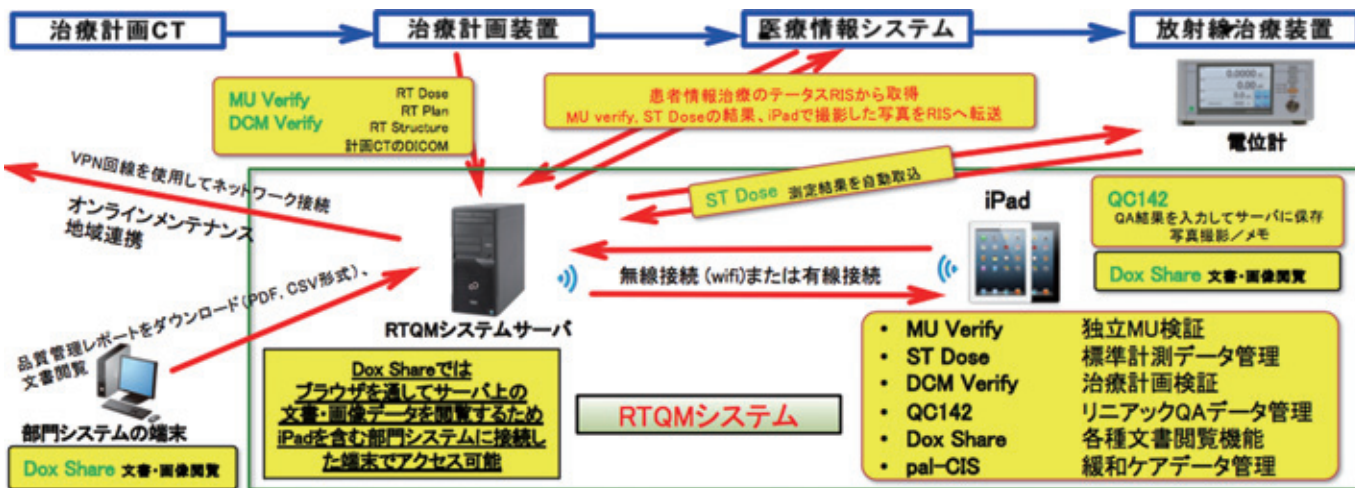 治療計画CT
治療計画装置
医療情報システム
放射線治療装置
MU Verify
DCM Verify
RT Dose
RT Plan
RT Structure
計画CTのDICOM
患者情報治療のテータスRISから取得
MU verify, ST Doseの結果、iPadで撮影した写真をRISへ転送
電位計
VPN回線を使用してネットワーク接続
オンラインメンテナンス
地域連携
ST Dose 測定結果を自動取込
iPad
QC142
QA結果を入力してサーバに保存
写真撮影／メモ
Dox Share 文書・画像閲覧
無線接続 (wifi)または有線接続
品質管理レポートをダウンロード(PDF, CSV形式)、
文書閲覧
RTQMシステムサーバ
部門システムの端末
Dox Share 文書・画像閲覧
Dox Shareでは
ブラウザを通してサーバ上の
文書・画像データを閲覧するため
iPadを含む部門システムに接続し
た端末でアクセス可能
RTQMシステム
• MU Verify 独立MU検証
• ST Dose 標準計測データ管理
• DCM Verify 治療計画検証
• QC142 リニアックQAデータ管理
• Dox Share 各種文書閲覧機能
• pal-CIS 緩和ケアデータ管理